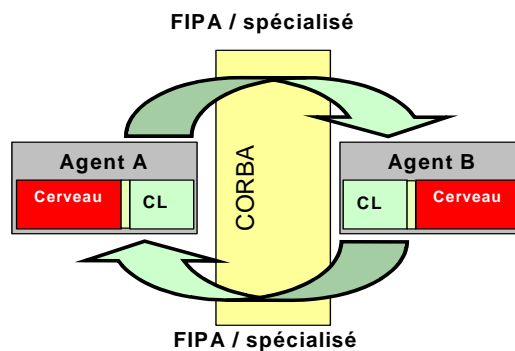 FIPA / spécialisé
Agent A
Cerveau
CL
CORBA
Agent B
CL
Cerveau
FIPA / spécialisé